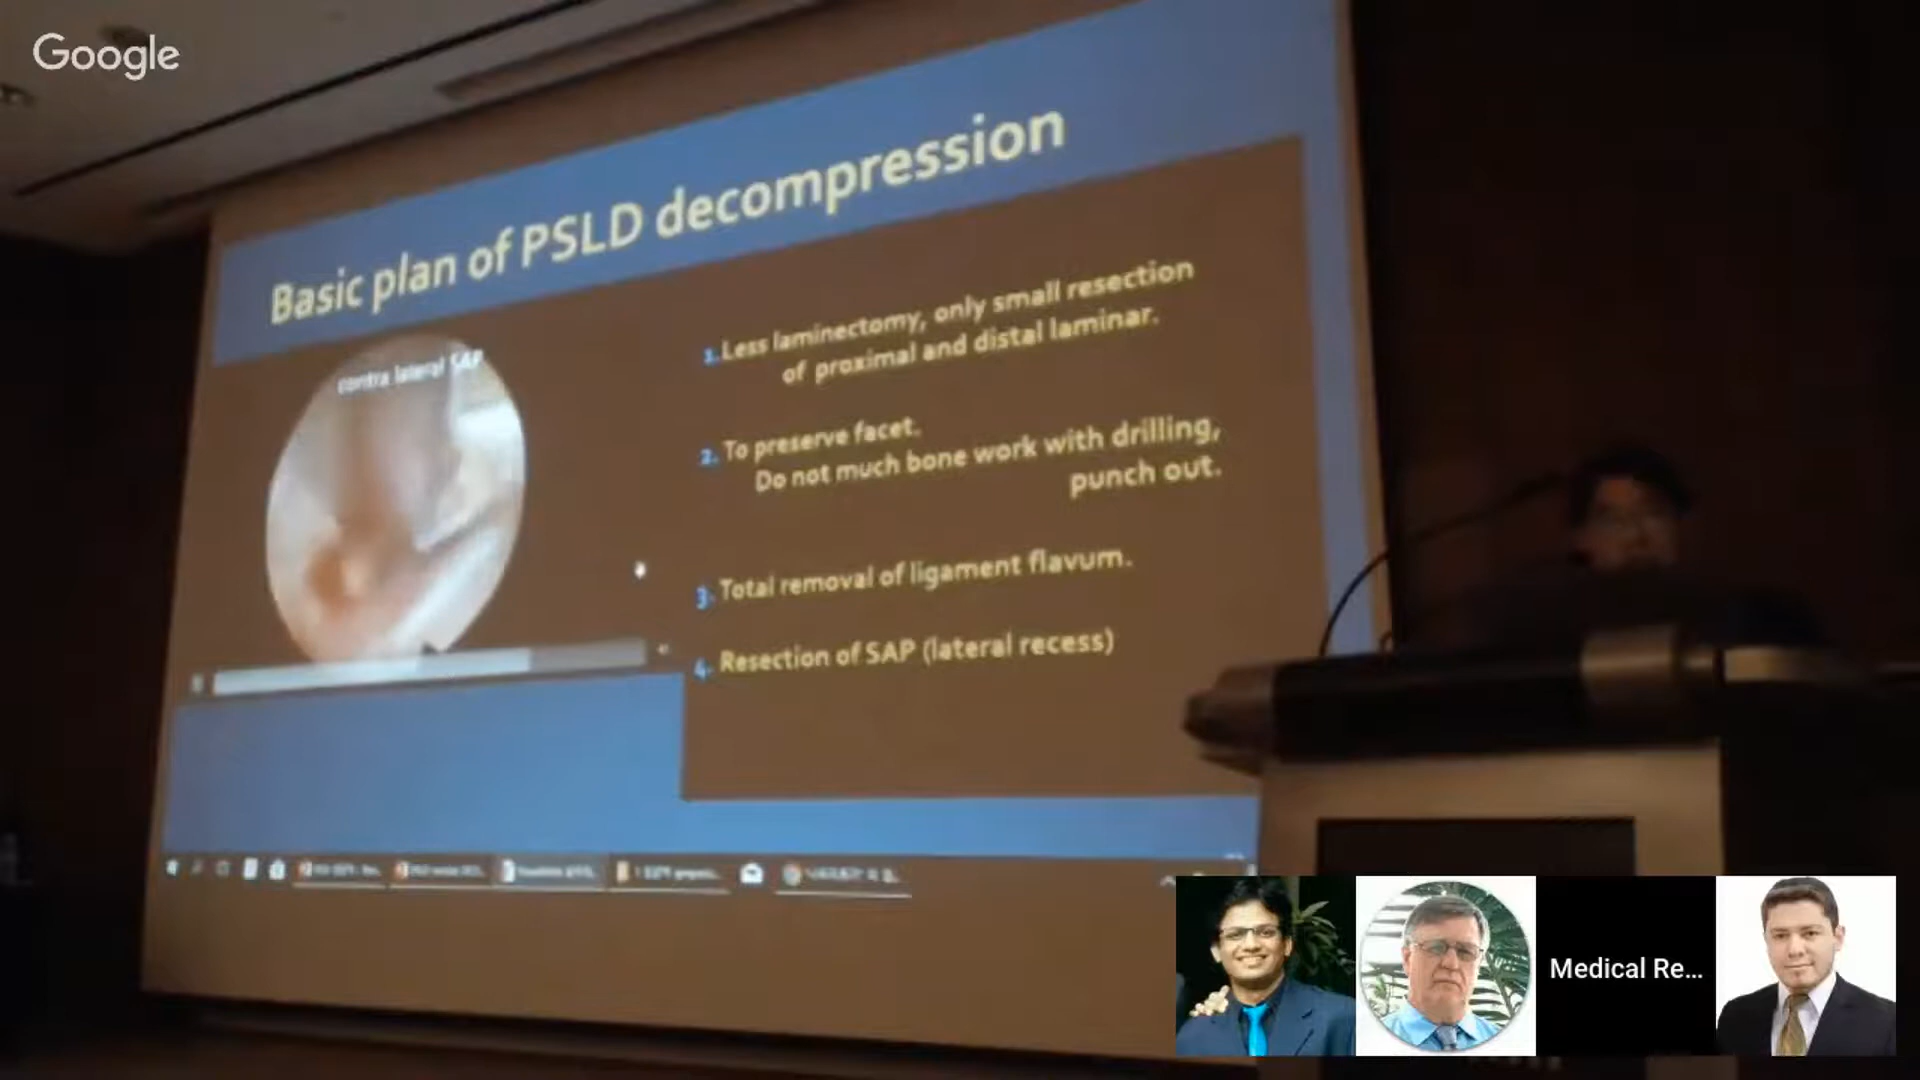 Google
Basic plan of PSLD decompression
contra lateral SAP
1. Less laminectomy, only small resection
of proximal and distal laminar.
2. To preserve facet.
Do not much bone work with drilling,
punch out.
3. Total removal of ligament flavum.
4. Resection of SAP (lateral recess)
Medical Re...